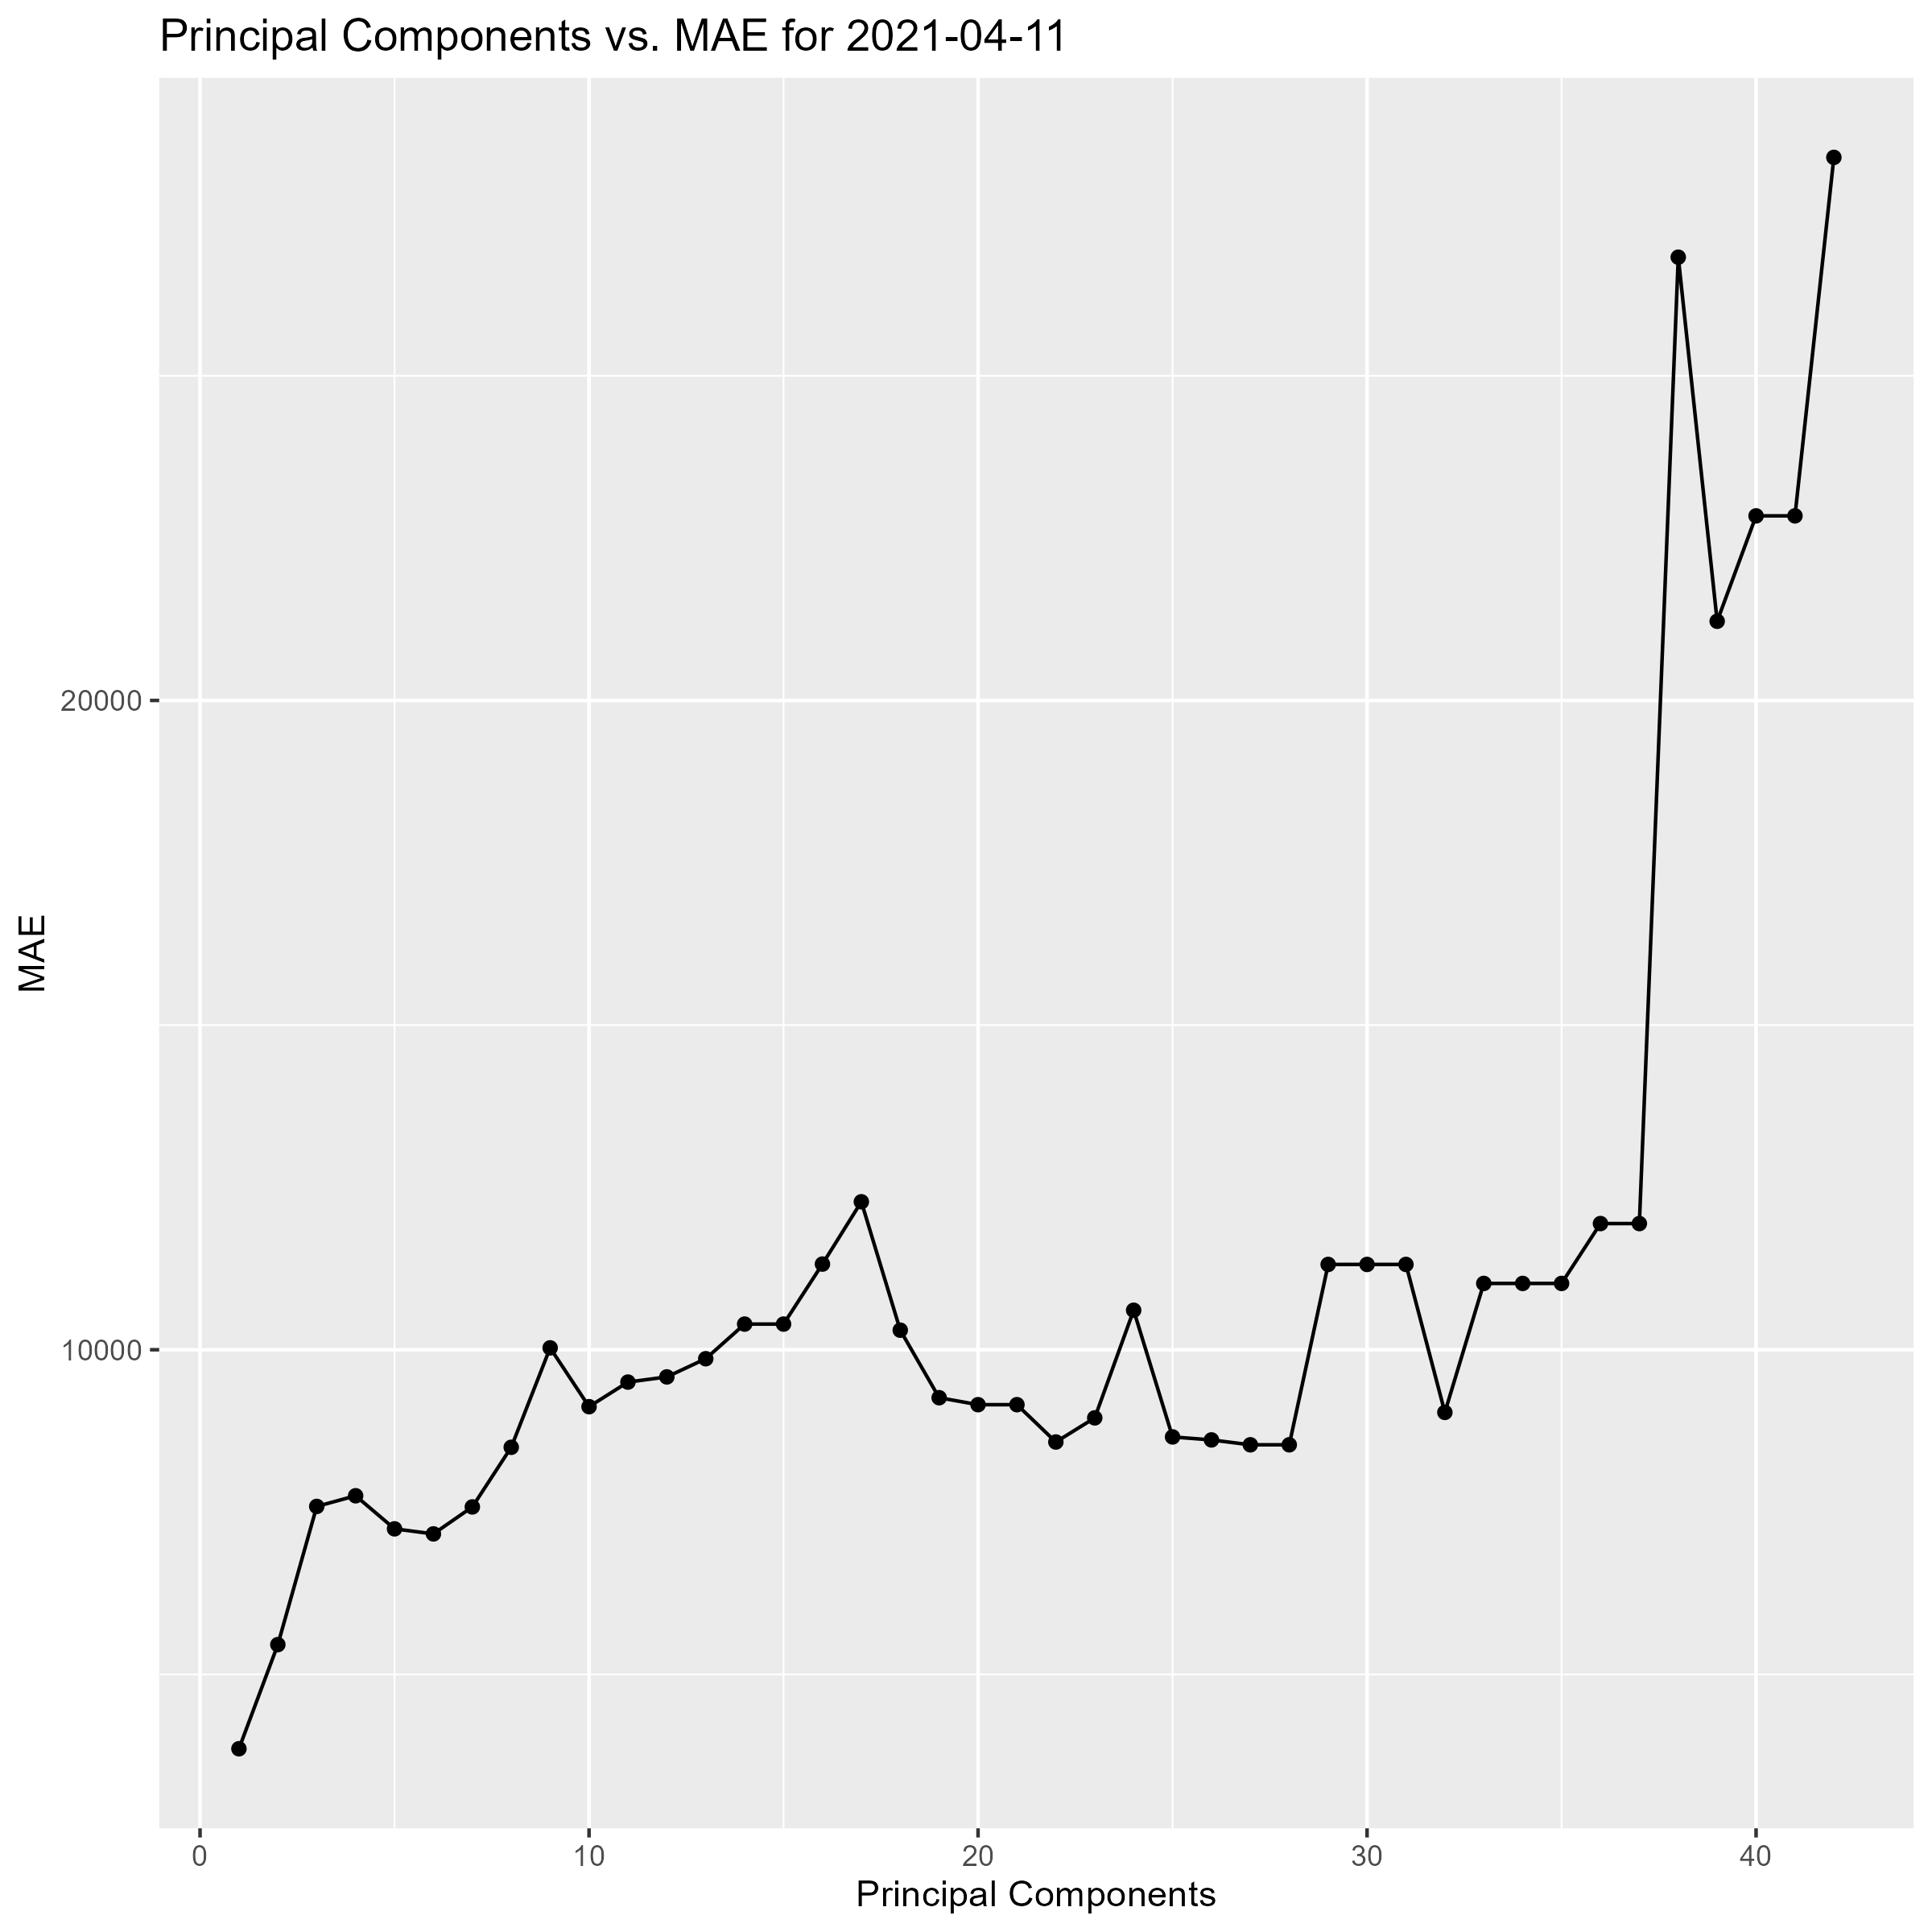 Principal Components vs. MAE for 2021-04-11
MAE
20000
10000
0 10 20 30 40
Principal Components